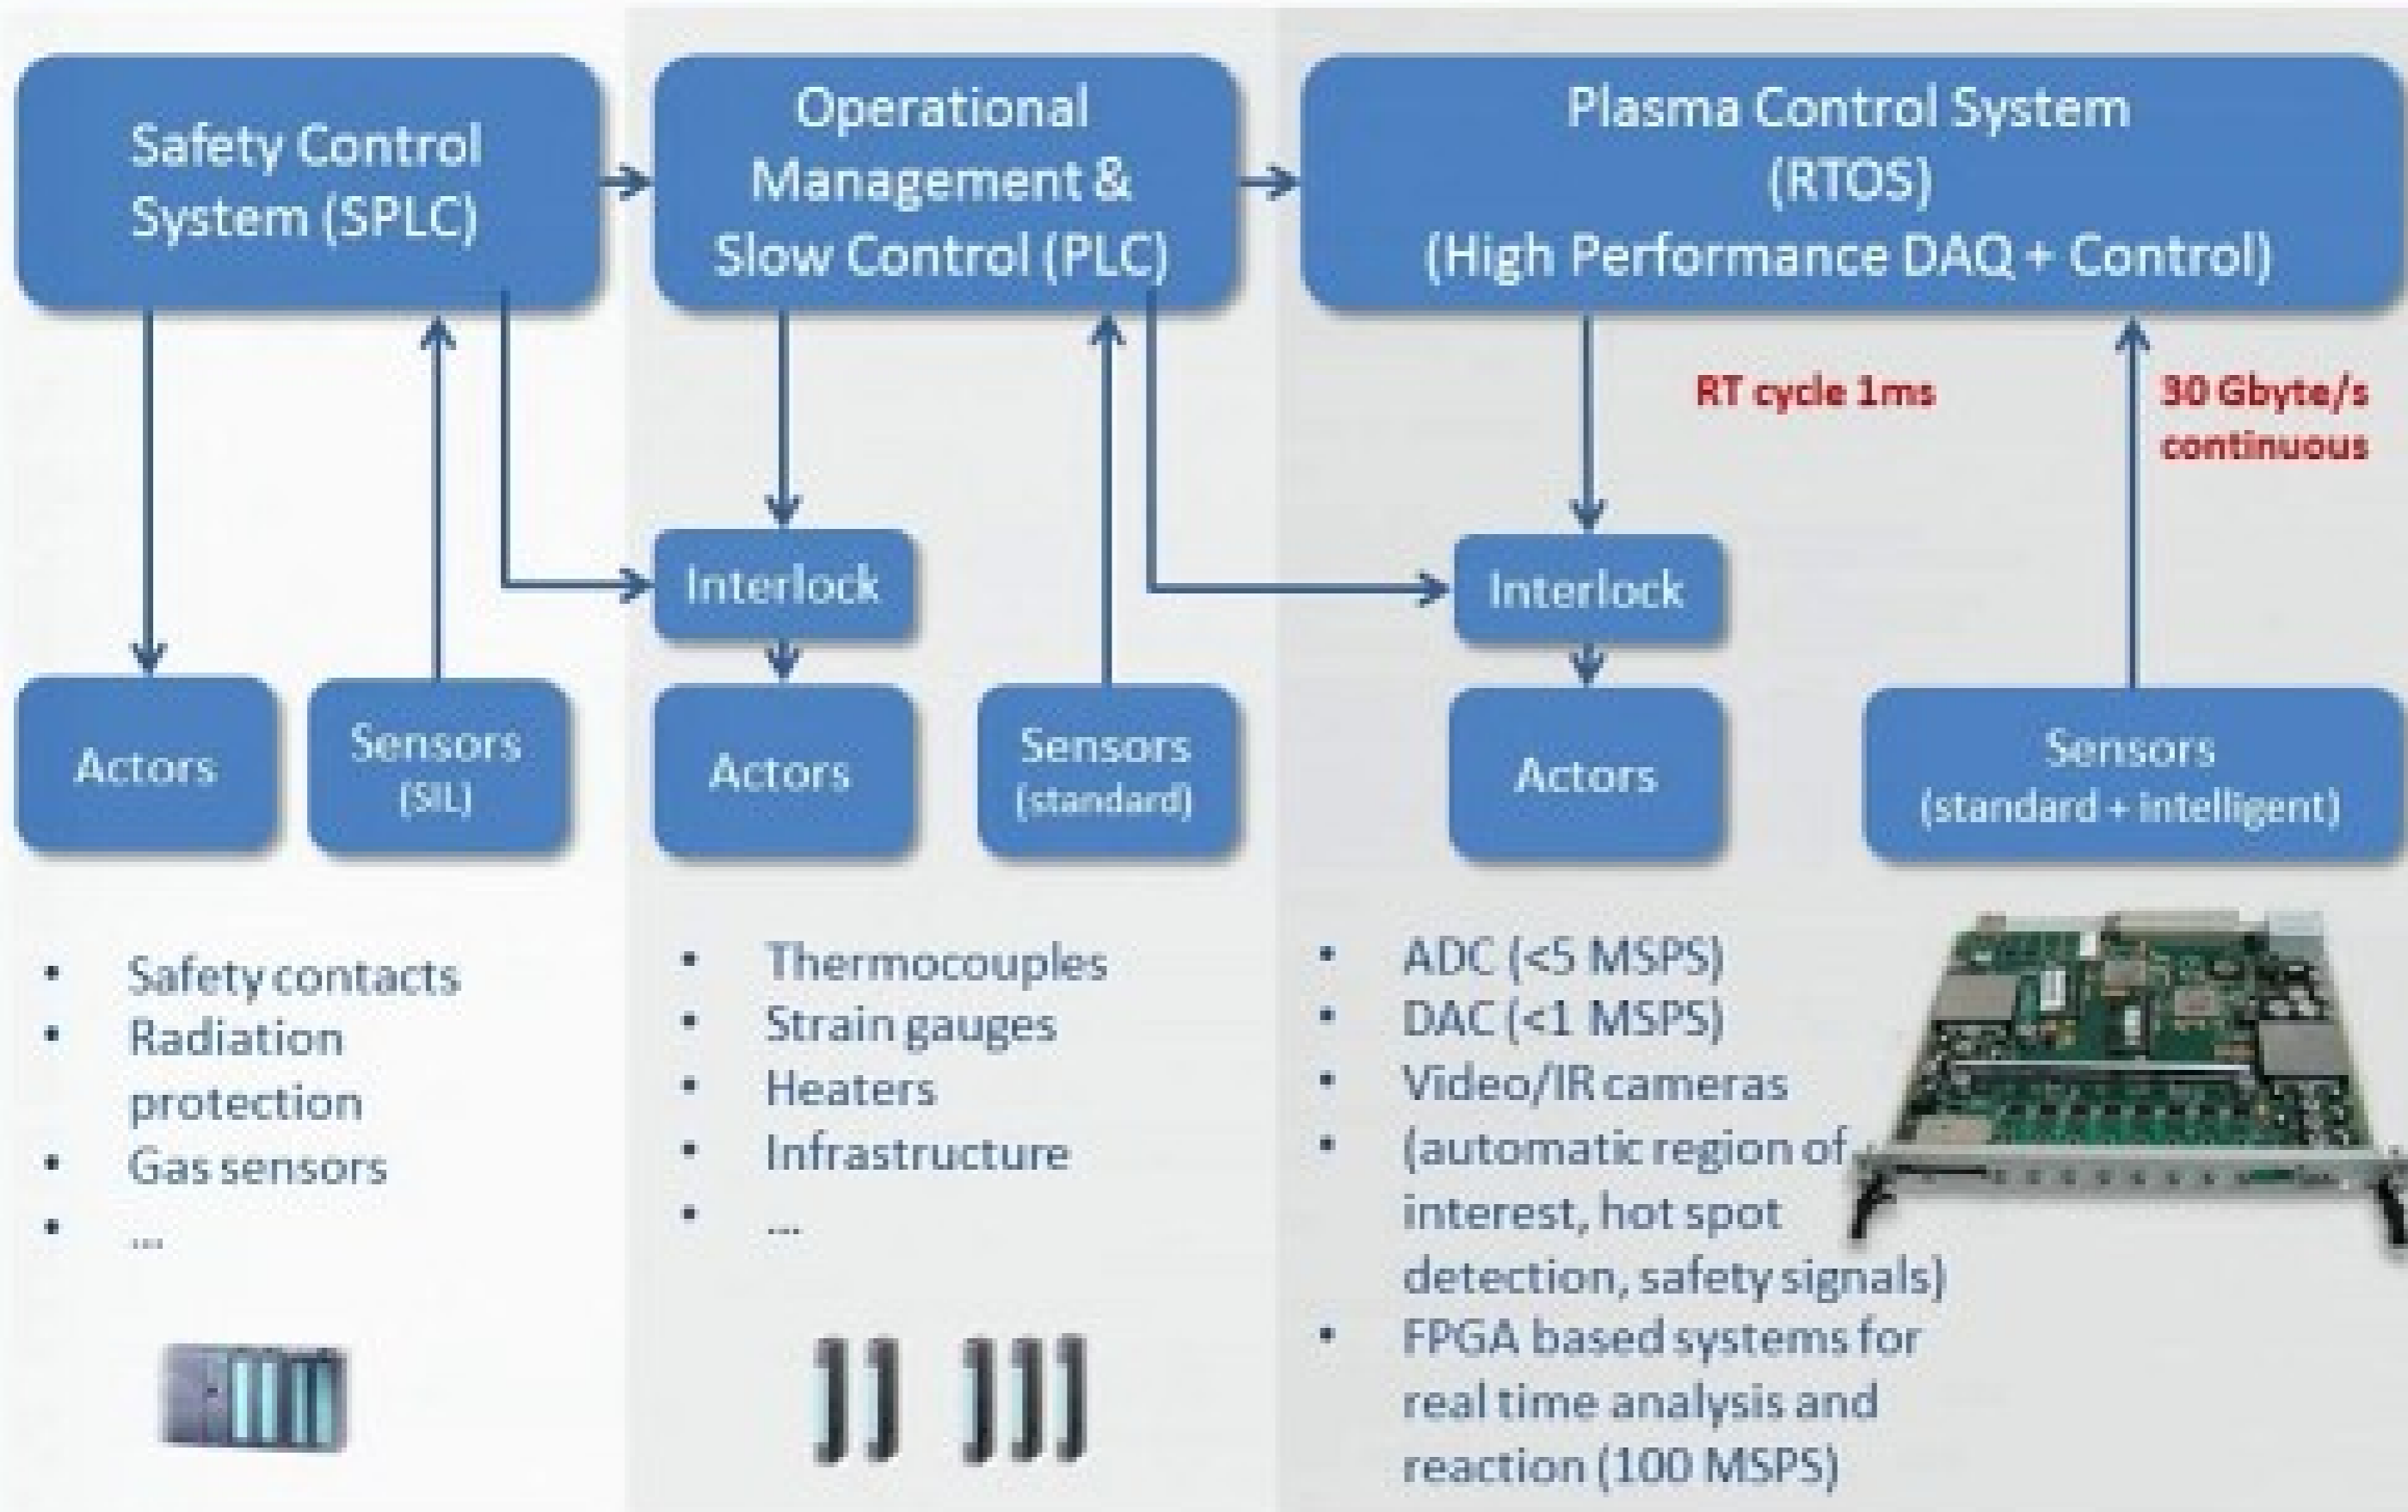 Safety Control
System (SPLC)
Operational
Management &
Slow Control (PLC)
Plasma Control System
(RTOS)
(High Performance DAQ + Control)
RT cycle 1ms
30 Gbyte/s
continuous
Interlock
Interlock
Actors
Sensors
(SIL)
Actors
Sensors
(standard)
Actors
Sensors
(standard + intelligent)
• Safety contacts
• Radiation
protection
• Gas sensors
• ...
• Thermocouples
• Strain gauges
• Heaters
• Infrastructure
• ...
• ADC (<5 MSPS)
• DAC (<1 MSPS)
• Video/IR cameras
• (automatic region of
interest, hot spot
detection, safety signals)
• FPGA based systems for
real time analysis and
reaction (100 MSPS)